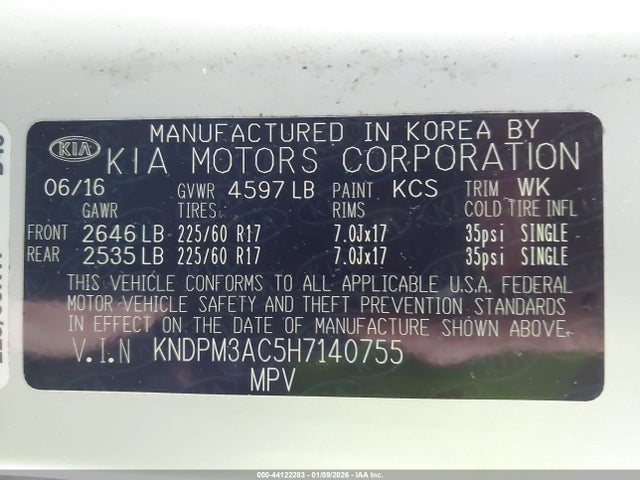 MANUFACTURED IN KOREA BY
KIA KIA MOTORS CORPORATION
06/16 GVWR 4597 LB PAINT KCS TRIM WK
GAWR TIRES RIMS COLD TIRE INFL
FRONT 2646 LB 225/60 R17 7.0Jx17 35psi SINGLE
REAR 2535 LB 225/60 R17 7.0Jx17 35psi SINGLE
THIS VEHICLE CONFORMS TO ALL APPLICABLE U.S.A. FEDERAL
MOTOR VEHICLE SAFETY AND THEFT PREVENTION STANDARDS
IN EFFECT ON THE DATE OF MANUFACTURE SHOWN ABOVE.
V.I.N KNDPM3AC5H7140755
MPV
000-44122283 - 01/09/2026 - IAA